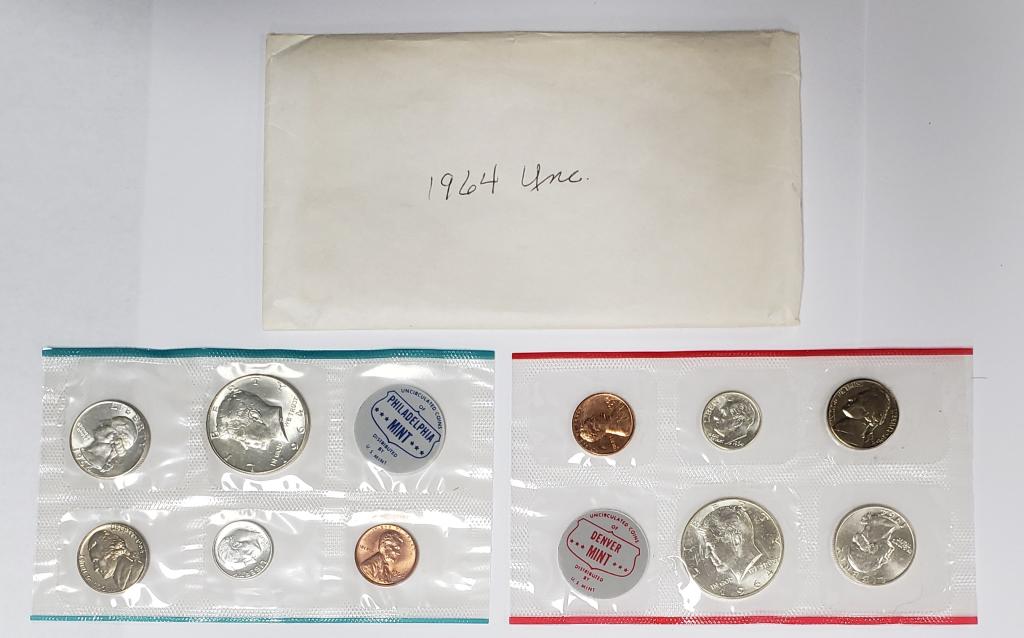 1964 Unc.
UNCIRCULATED COINS
OF
PHILADELPHIA
MINT
DISTRIBUTED
BY
U.S. MINT
UNCIRCULATED COINS
OF
DENVER
MINT
DISTRIBUTED
BY
U.S. MINT